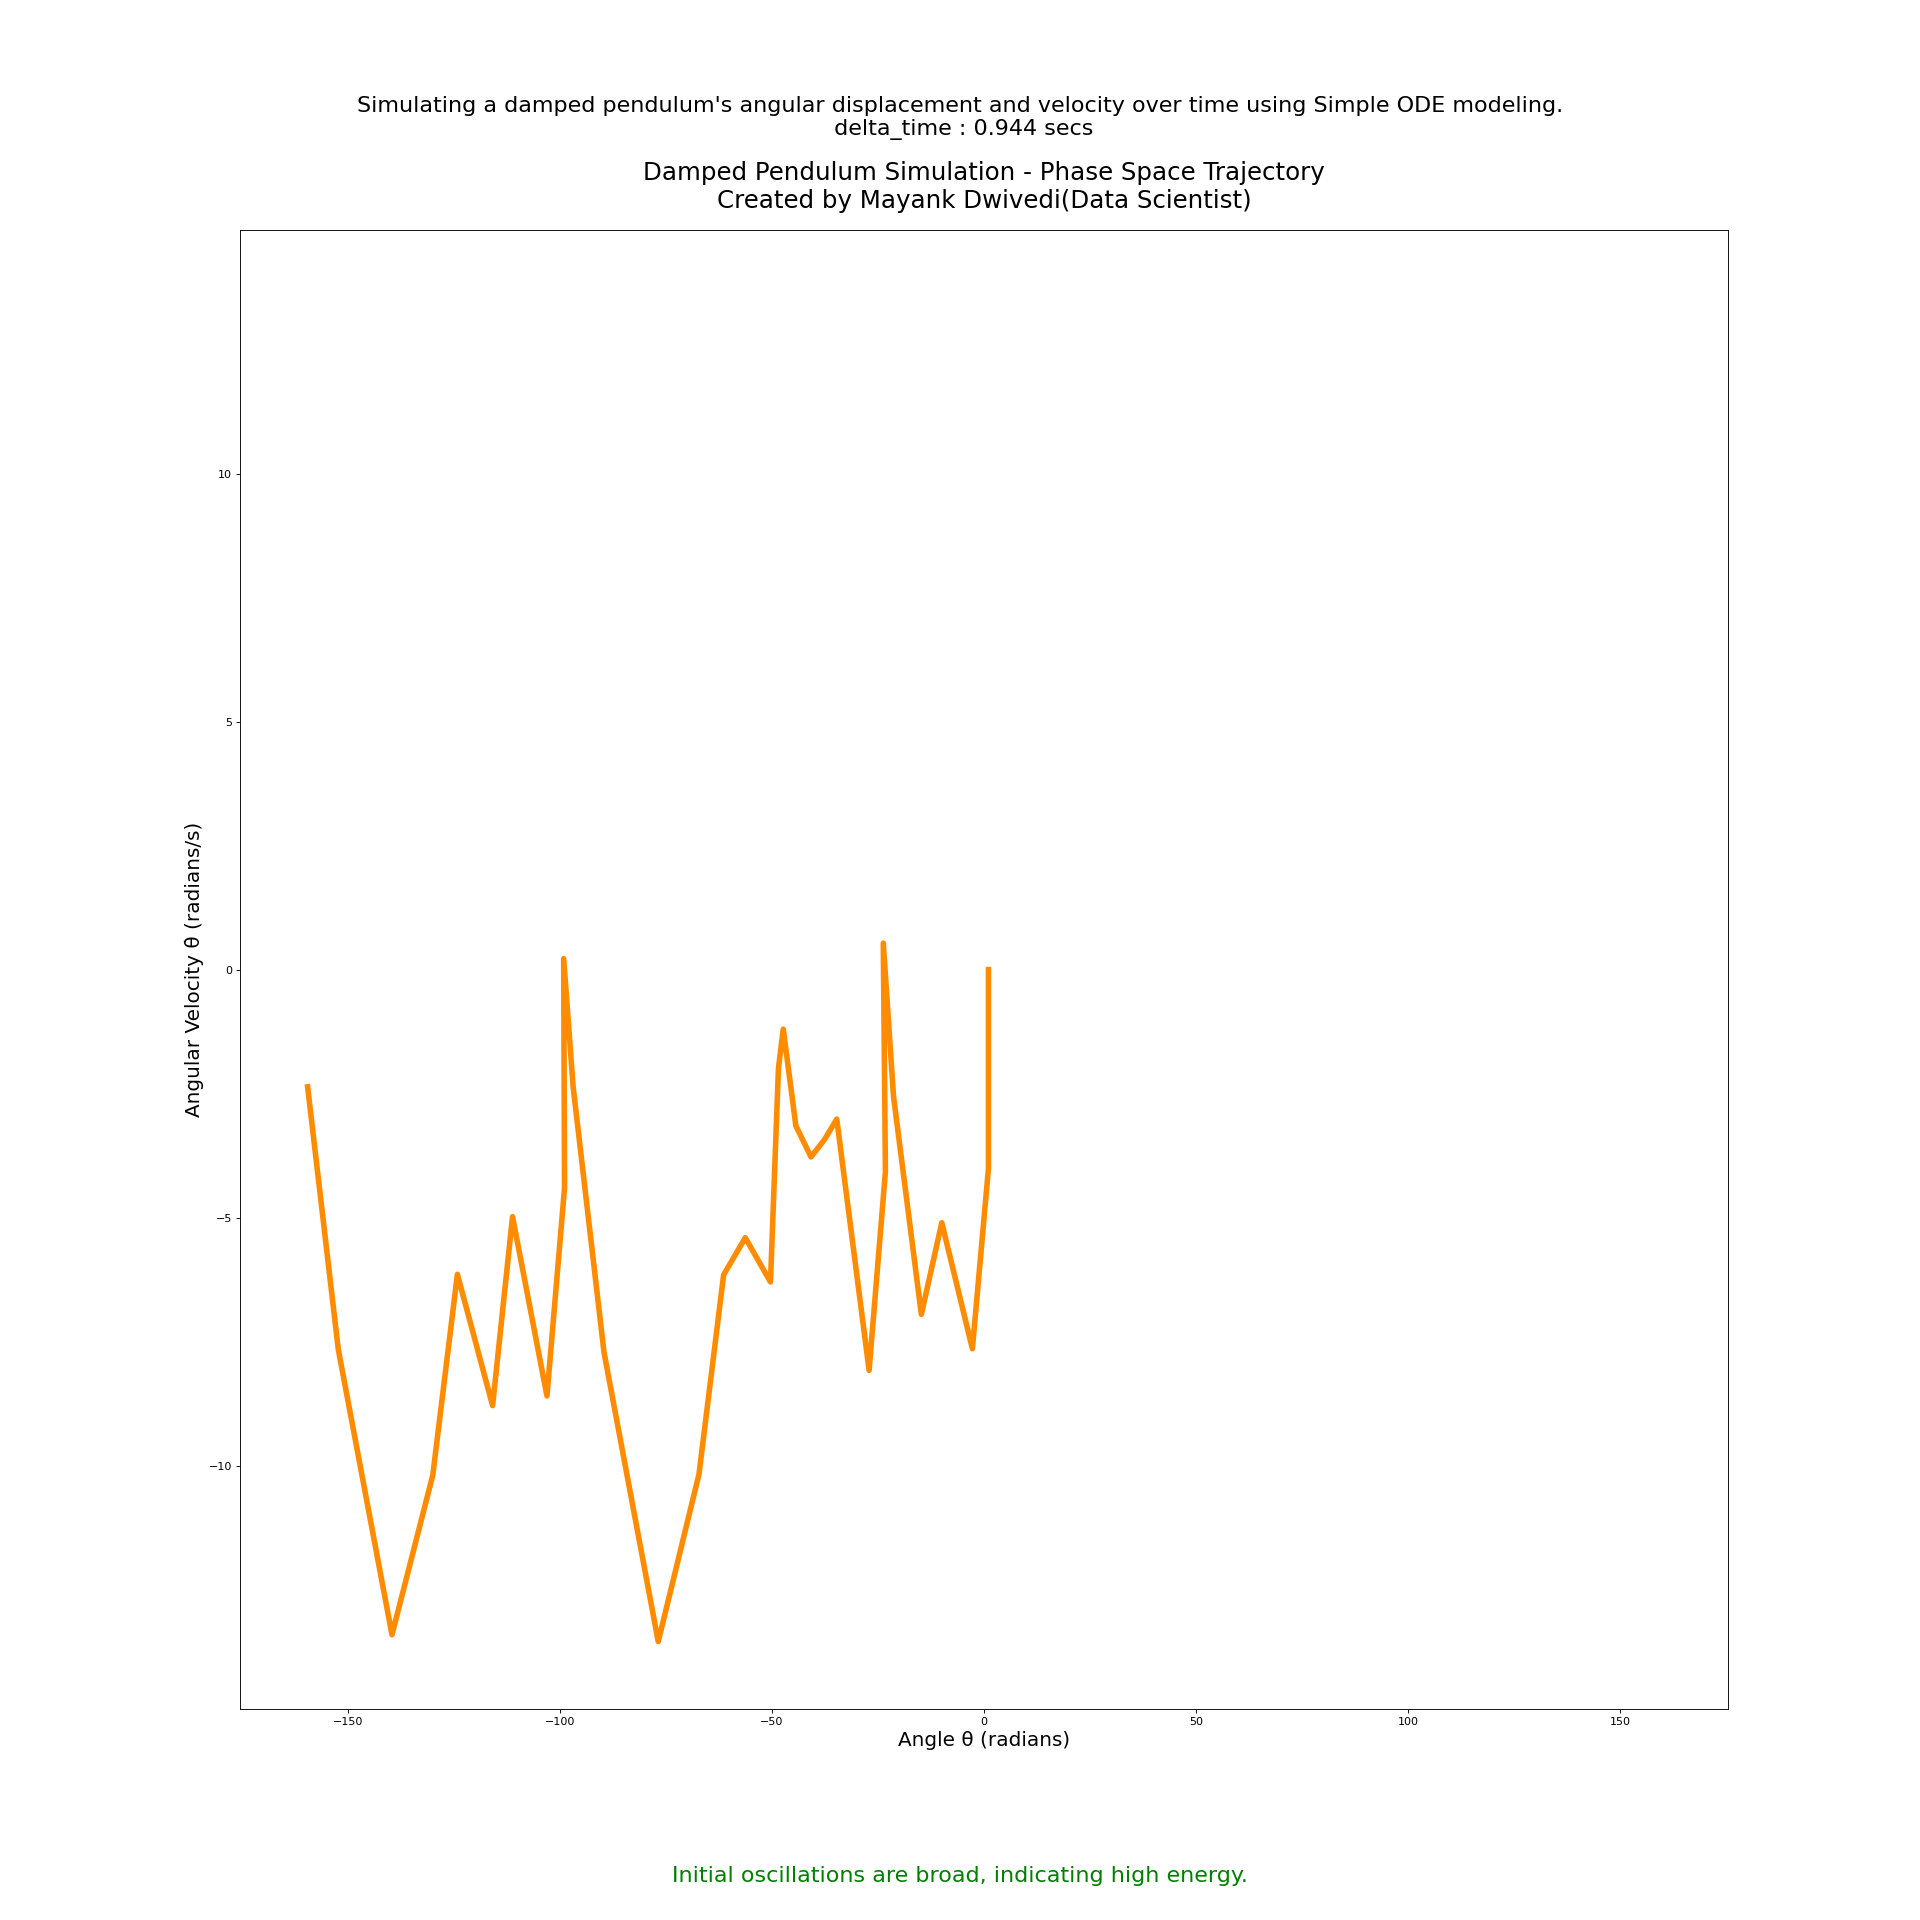 Simulating a damped pendulum's angular displacement and velocity over time using Simple ODE modeling.
delta_time : 0.944 secs
Damped Pendulum Simulation - Phase Space Trajectory
Created by Mayank Dwivedi(Data Scientist)
10
5
0
−5
−10
Angular Velocity θ (radians/s)
−150
−100
−50
0
50
100
150
Angle θ (radians)
Initial oscillations are broad, indicating high energy.